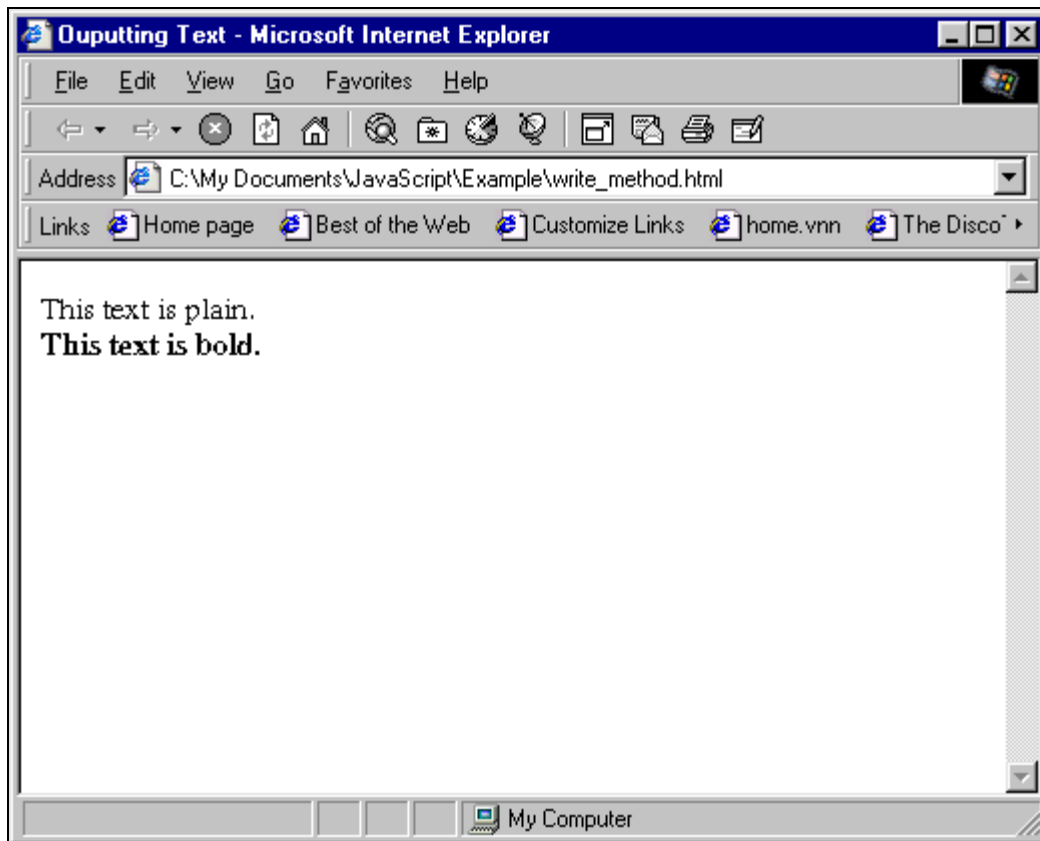 Ouputting Text - Microsoft Internet Explorer
File Edit View Go Favorites Help
Address C:\My Documents\JavaScript\Example\write_method.html
Links Home page Best of the Web Customize Links home.vnn The Disco
This text is plain.
This text is bold.
My Computer